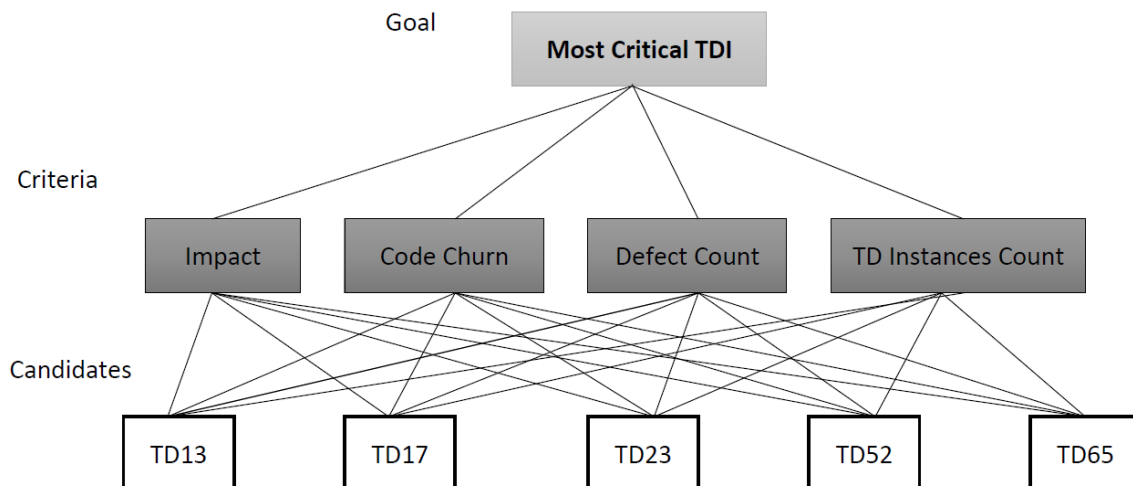 Goal
Most Critical TDI
Criteria
Impact
Code Churn
Defect Count
TD Instances Count
Candidates
TD13
TD17
TD23
TD52
TD65